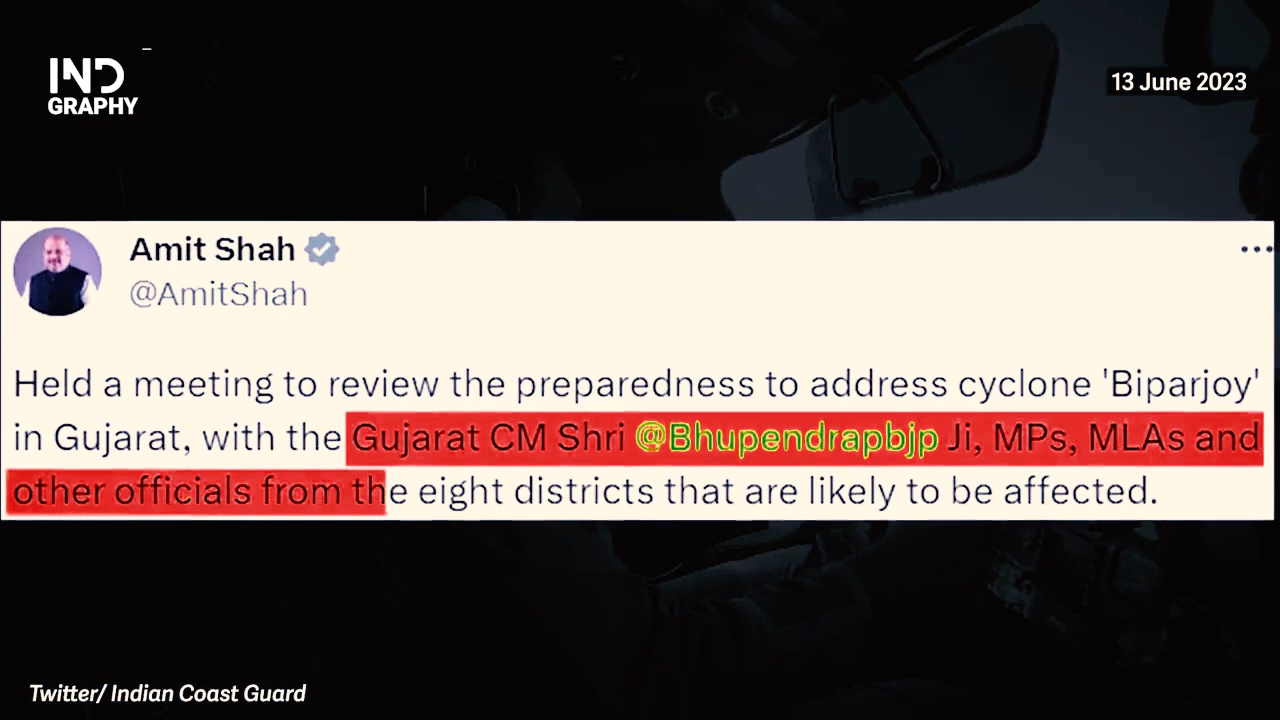 IND
GRAPHY
13 June 2023
Amit Shah
@AmitShah
Held a meeting to review the preparedness to address cyclone 'Biparjoy'
in Gujarat, with the Gujarat CM Shri @Bhupendrapbjp Ji, MPs, MLAs and
other officials from the eight districts that are likely to be affected.
Twitter/ Indian Coast Guard